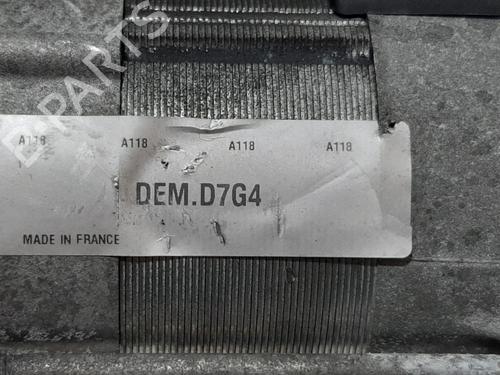 B-PARTS
A118 A118 A118 A118
DEM.D7G4
MADE IN FRANCE